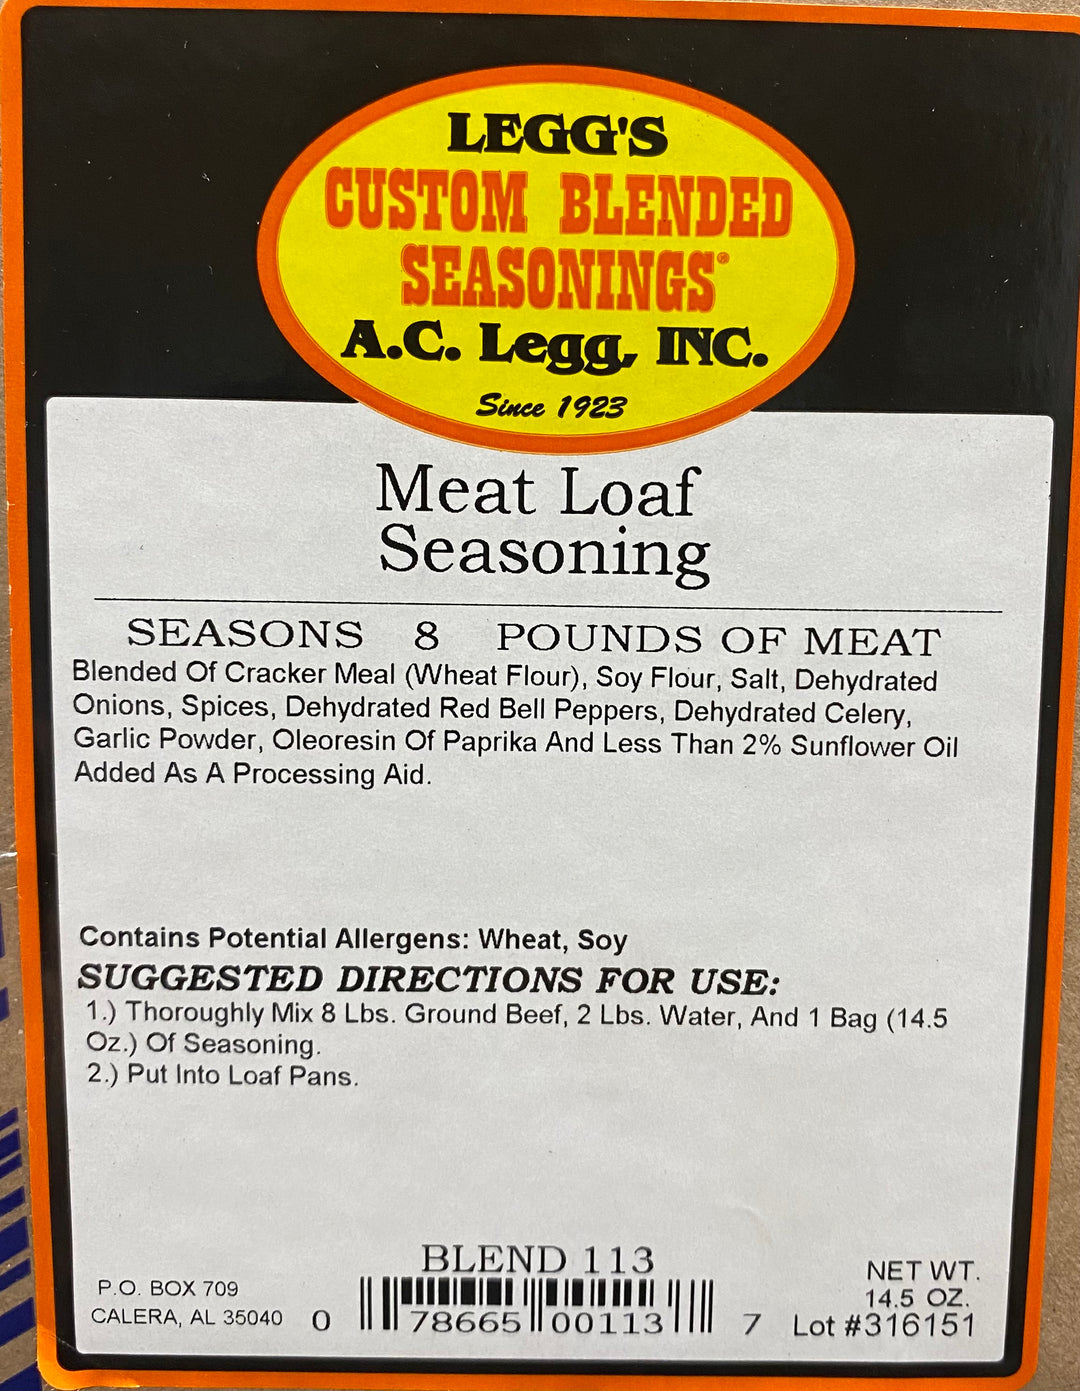 LEGG'S
CUSTOM BLENDED
SEASONINGS®
A.C. Legg, INC.
Since 1923
Meat Loaf
Seasoning
SEASONS 8 POUNDS OF MEAT
Blended Of Cracker Meal (Wheat Flour), Soy Flour, Salt, Dehydrated
Onions, Spices, Dehydrated Red Bell Peppers, Dehydrated Celery,
Garlic Powder, Oleoresin Of Paprika And Less Than 2% Sunflower Oil
Added As A Processing Aid.
Contains Potential Allergens: Wheat, Soy
SUGGESTED DIRECTIONS FOR USE:
1.) Thoroughly Mix 8 Lbs. Ground Beef, 2 Lbs. Water, And 1 Bag (14.5
Oz.) Of Seasoning.
2.) Put Into Loaf Pans.
BLEND 113
P.O. BOX 709
CALERA, AL 35040
0 78665 00113 7
NET WT.
14.5 OZ.
Lot #316151